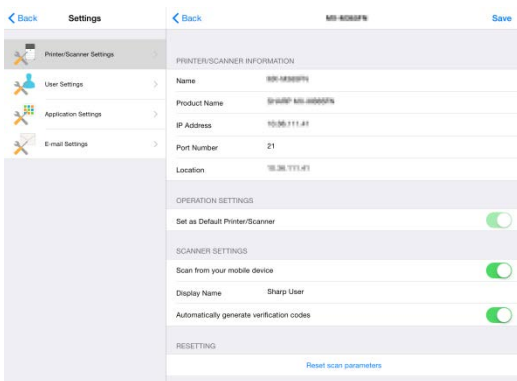 Back Settings
Printer/Scanner Settings
User Settings
Application Settings
E-mail Settings
Back Save
PRINTER/SCANNER INFORMATION
Name
Product Name
IP Address
Port Number 21
Location
OPERATION SETTINGS
Set as Default Printer/Scanner
SCANNER SETTINGS
Scan from your mobile device
Display Name Sharp User
Automatically generate verification codes
RESETTING
Reset scan parameters